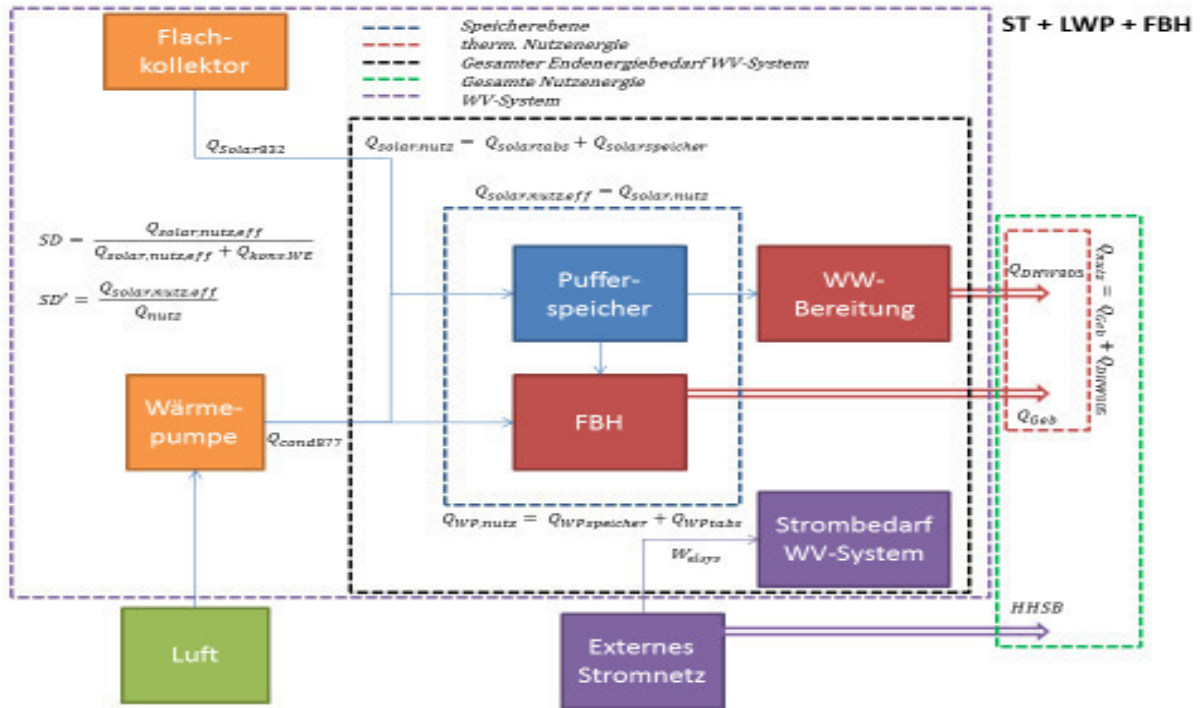 ST + LWP + FBH
Flach-
kollektor
Speicherebene
therm. Nutzenergie
Gesamter Endenergiebedarf WV-System
Gesamte Nutzenergie
WV-System
Q_Solar832
Q_solar,nutz = Q_solartabs + Q_solarspeicher
Q_solar,nutz,eff = Q_solar,nutz
SD = Q_solar,nutz,eff / (Q_solar,nutz,eff + Q_konv.WE)
SD' = Q_solar,nutz,eff / Q_nutz
Puffer-
speicher
WW-
Bereitung
Q_DHW805
Q_nutz = Q_Geb + Q_DHW805
Wärme-
pumpe
Q_cond877
FBH
Q_Geb
Q_WP,nutz = Q_WPspeicher + Q_WPtabs
Strombedarf
WV-System
W_elsys
Luft
Externes
Stromnetz
HHSB